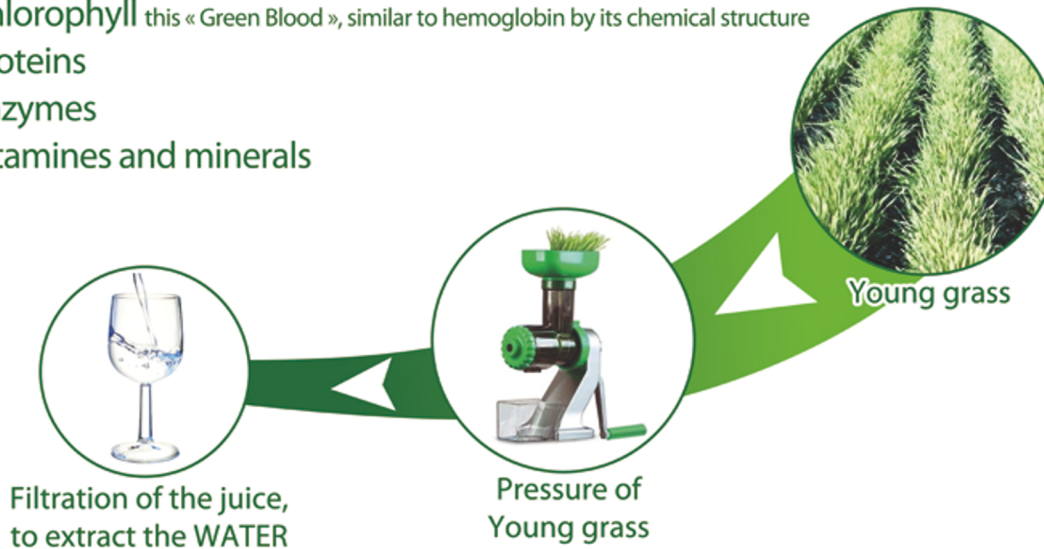 hlorophyll this « Green Blood », similar to hemoglobin by its chemical structure
oteins
zymes
tamines and minerals
Young grass
Pressure of
Young grass
Filtration of the juice,
to extract the WATER